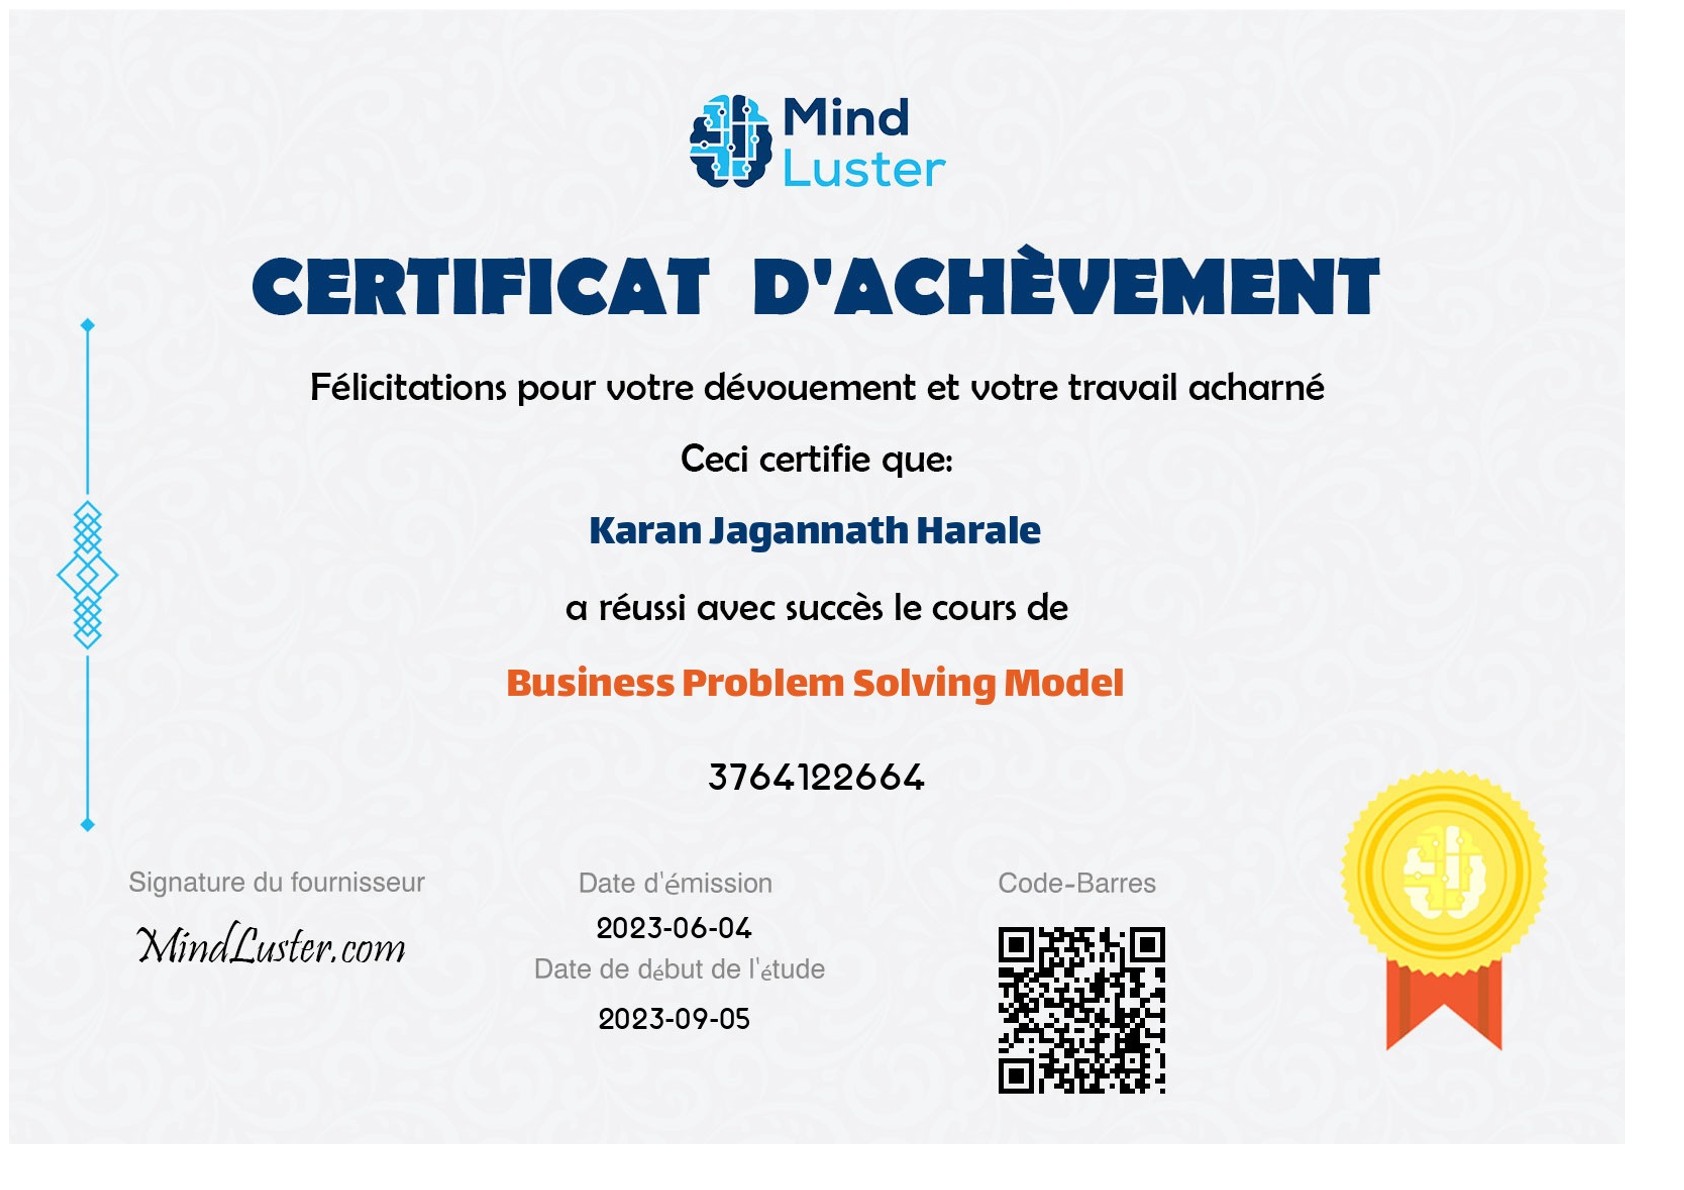 Mind
Luster
CERTIFICAT D'ACHÈVEMENT
Félicitations pour votre dévouement et votre travail acharné
Ceci certifie que:
Karan Jagannath Harale
a réussi avec succès le cours de
Business Problem Solving Model
3764122664
Signature du fournisseur
MindLuster.com
Date d'émission
2023-06-04
Date de début de l'étude
2023-09-05
Code-Barres